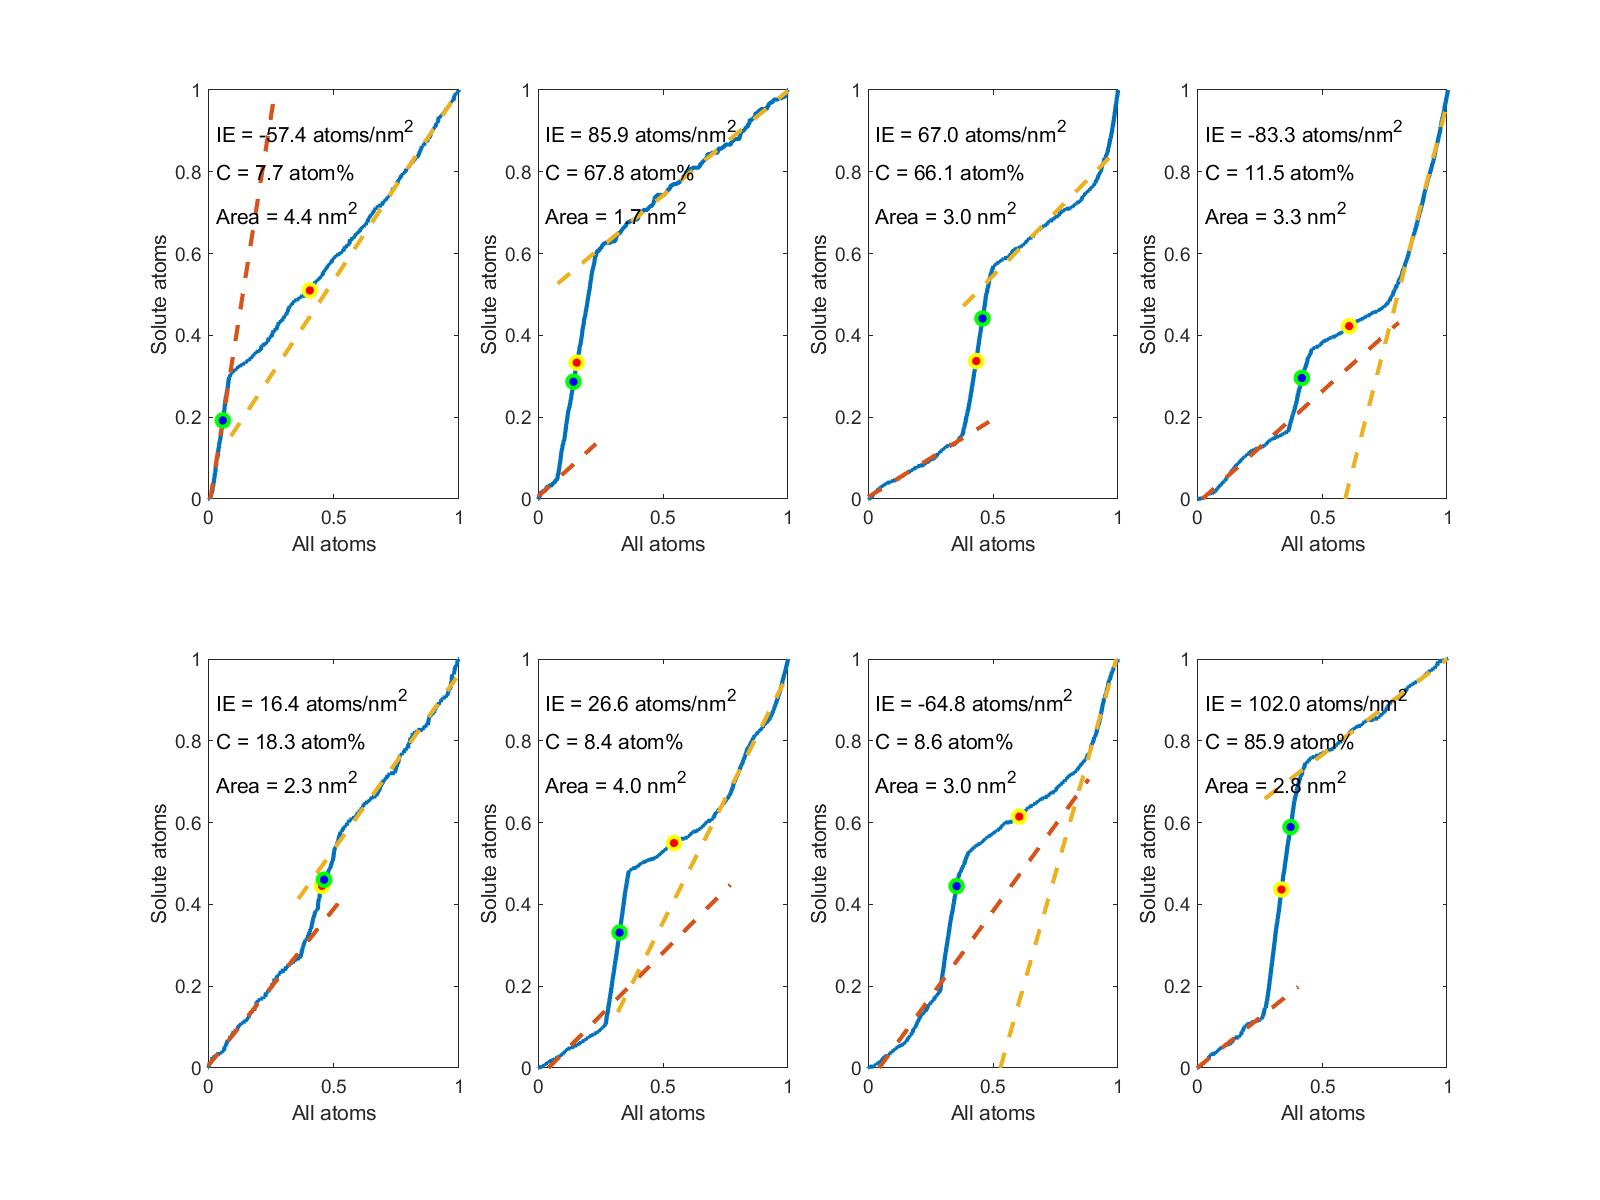 1
0.8
0.6
0.4
0.2
0
IE = -57.4 atoms/nm2
C = 7.7 atom%
Area = 4.4 nm2
Solute atoms
0 0.5 1
All atoms
1
0.8
0.6
0.4
0.2
0
IE = 85.9 atoms/nm2
C = 67.8 atom%
Area = 1.7 nm2
Solute atoms
0 0.5 1
All atoms
1
0.8
0.6
0.4
0.2
0
IE = 67.0 atoms/nm2
C = 66.1 atom%
Area = 3.0 nm2
Solute atoms
0 0.5 1
All atoms
1
0.8
0.6
0.4
0.2
0
IE = -83.3 atoms/nm2
C = 11.5 atom%
Area = 3.3 nm2
Solute atoms
0 0.5 1
All atoms
1
0.8
0.6
0.4
0.2
0
IE = 16.4 atoms/nm2
C = 18.3 atom%
Area = 2.3 nm2
Solute atoms
0 0.5 1
All atoms
1
0.8
0.6
0.4
0.2
0
IE = 26.6 atoms/nm2
C = 8.4 atom%
Area = 4.0 nm2
Solute atoms
0 0.5 1
All atoms
1
0.8
0.6
0.4
0.2
0
IE = -64.8 atoms/nm2
C = 8.6 atom%
Area = 3.0 nm2
Solute atoms
0 0.5 1
All atoms
1
0.8
0.6
0.4
0.2
0
IE = 102.0 atoms/nm2
C = 85.9 atom%
Area = 2.8 nm2
Solute atoms
0 0.5 1
All atoms